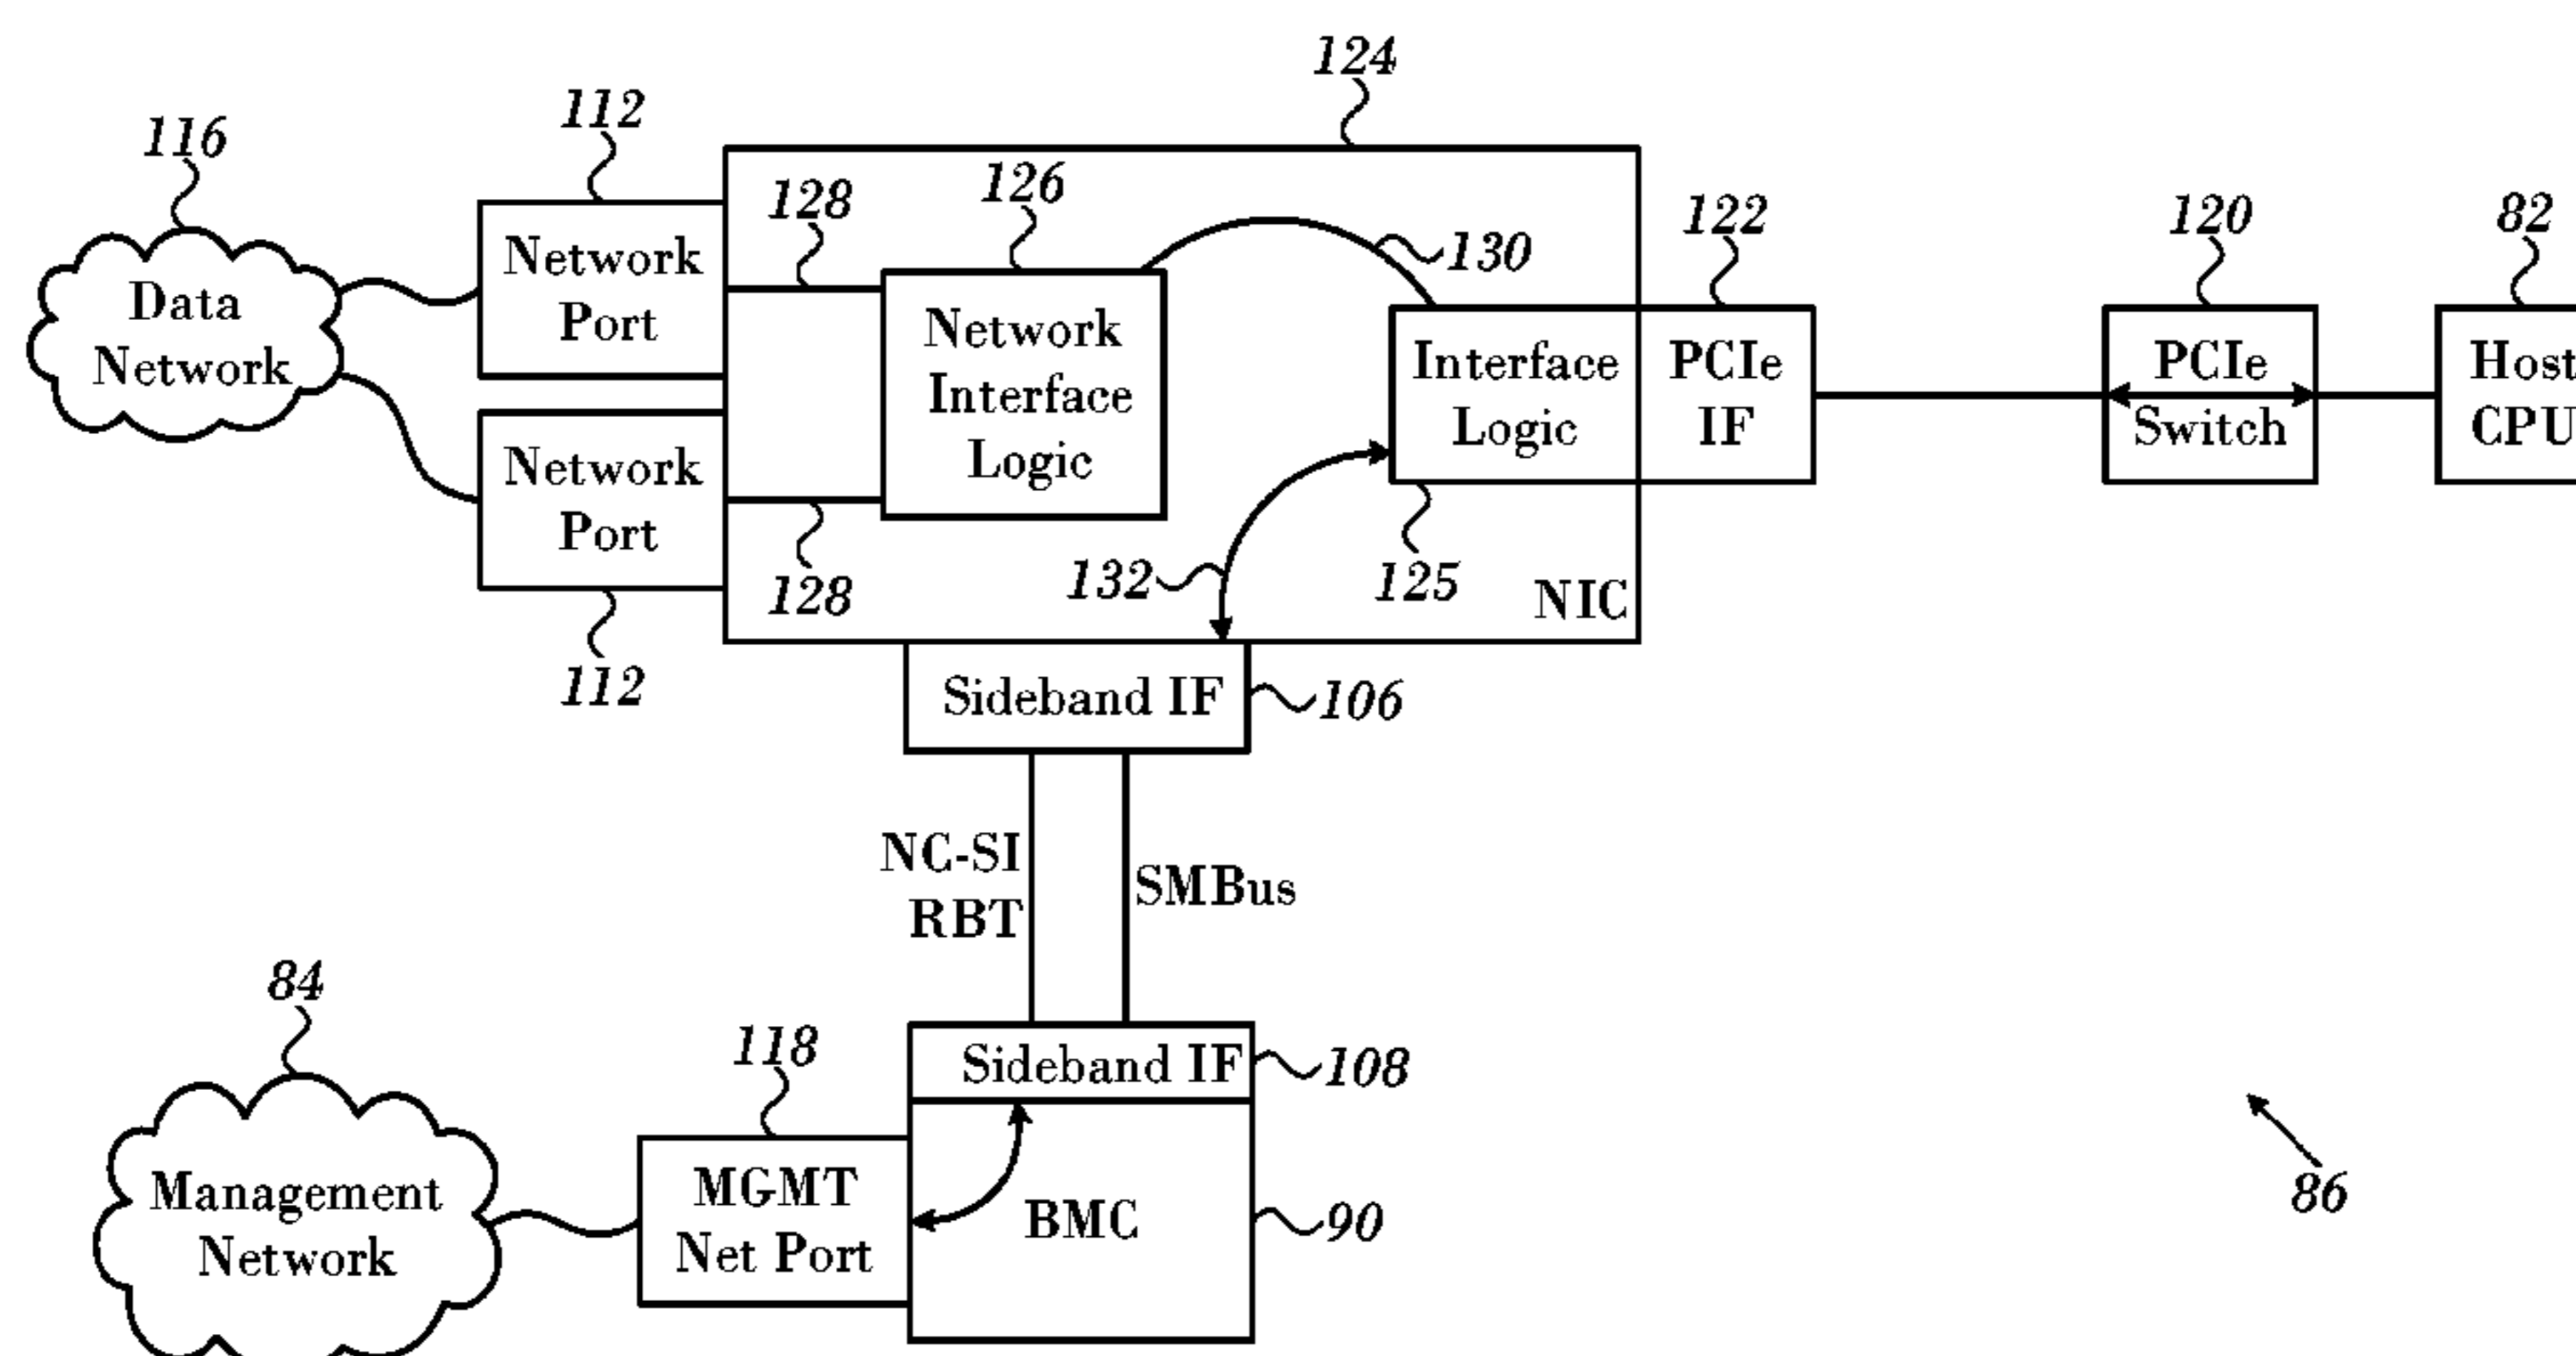 124
112
116
128
126
130
122
120
82
Network
Port
Data
Network
Network
Interface
Logic
Interface
Logic
PCIe
IF
PCIe
Switch
Host
CPU
Network
Port
128
132
125
NIC
112
Sideband IF
106
NC-SI
RBT
SMBus
84
118
Sideband IF
108
Management
Network
MGMT
Net Port
BMC
90
86